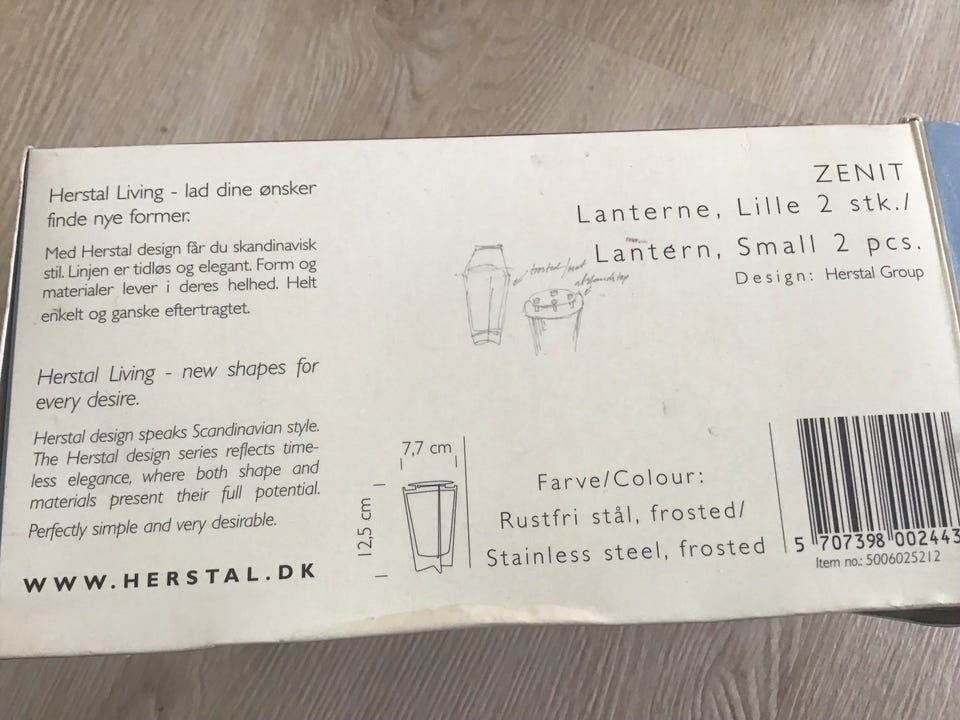 Herstal Living - lad dine ønsker
finde nye former.
Med Herstal design får du skandinavisk
stil. Linjen er tidløs og elegant. Form og
materialer lever i deres helhed. Helt
enkelt og ganske eftertragtet.
Herstal Living - new shapes for
every desire.
Herstal design speaks Scandinavian style.
The Herstal design series reflects time-
less elegance, where both shape and
materials present their full potential.
Perfectly simple and very desirable.
WWW.HERSTAL.DK
ZENIT
Lanterne, Lille 2 stk./
Lantern, Small 2 pcs.
Design: Herstal Group
frosted/mat
7,7 cm
12,5 cm
Farve/Colour:
Rustfri stål, frosted/
Stainless steel, frosted
5 707398 002443
Item no.: 5006025212